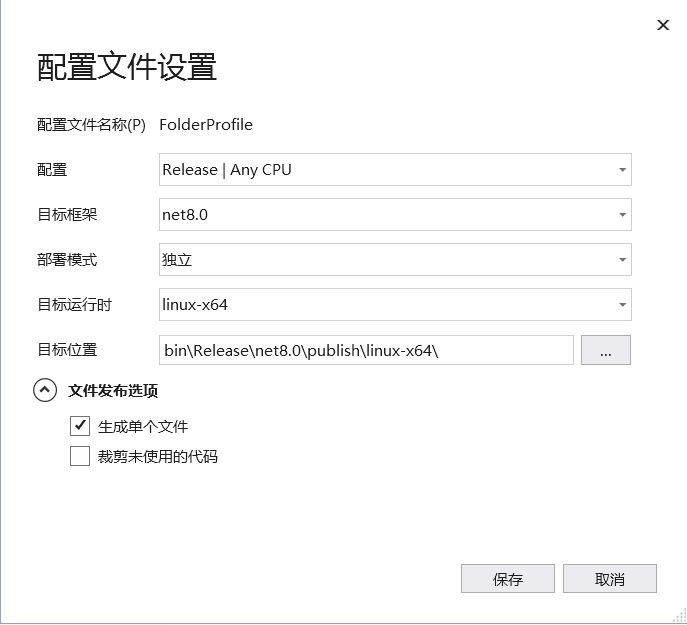 配置文件设置
配置文件名称(P) FolderProfile
配置 Release | Any CPU
目标框架 net8.0
部署模式 独立
目标运行时 linux-x64
目标位置 bin\Release\net8.0\publish\linux-x64\ ...
文件发布选项
生成单个文件
裁剪未使用的代码
保存 取消